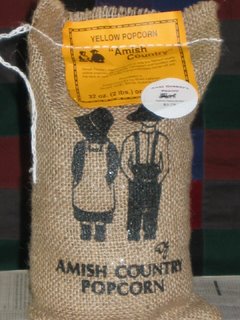 YELLOW POPCORN
"Amish
Country
32 oz. (2 lbs.)
AMISH COUNTRY
POPCORN